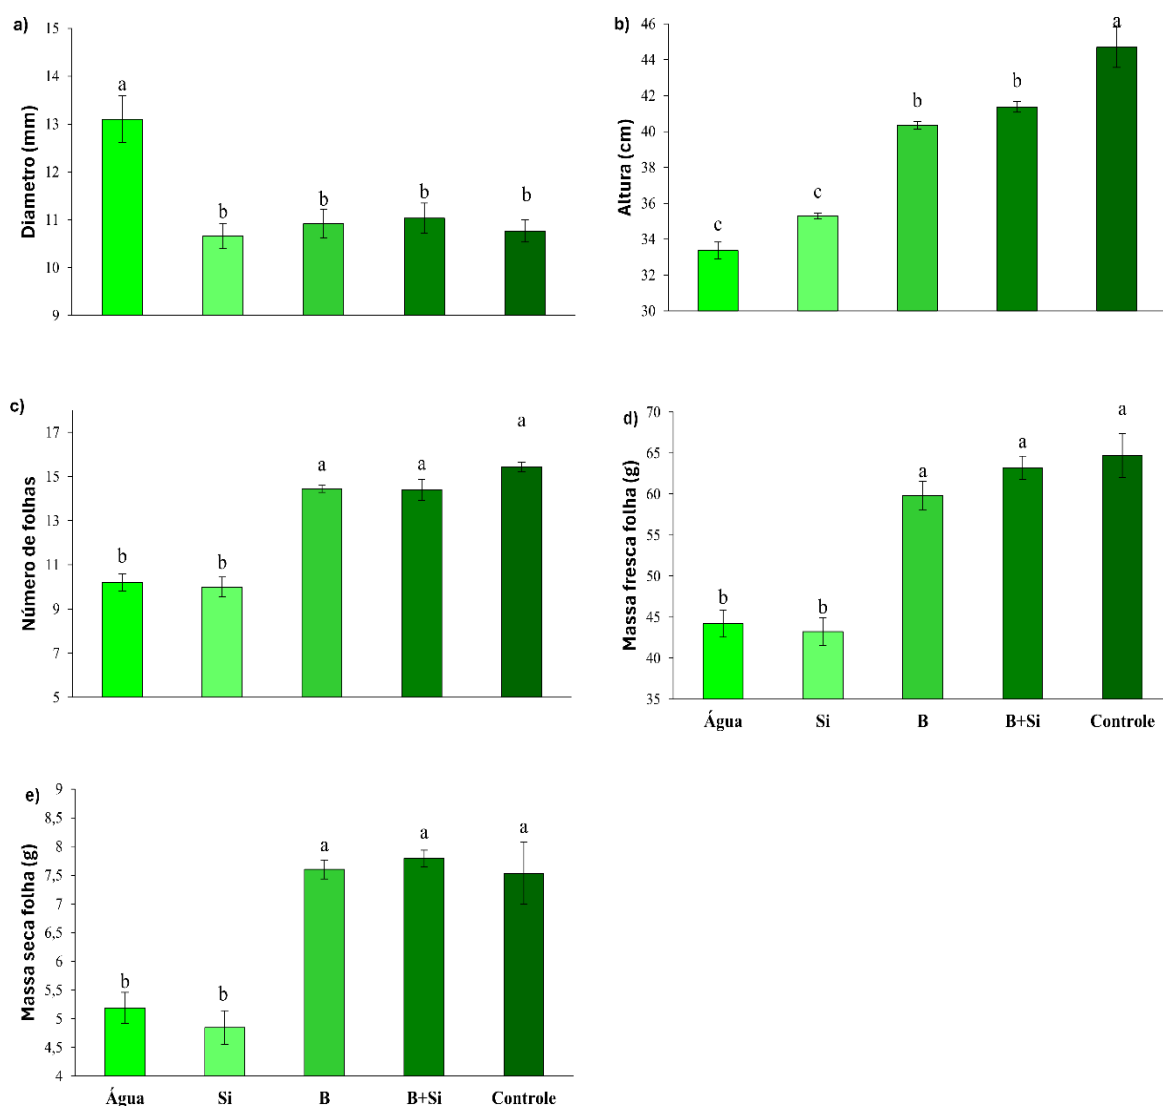 a)
Diametro (mm)
15
14
13
12
11
10
9
a
b
b
b
b
b)
Altura (cm)
46
44
42
40
38
36
34
32
30
c
c
b
b
a
c)
Número de folhas
17
15
13
11
9
7
5
b
b
a
a
a
d)
Massa fresca folha (g)
70
65
60
55
50
45
40
35
b
b
a
a
a
Água Si B B+Si Controle
e)
Massa seca folha (g)
9
8,5
8
7,5
7
6,5
6
5,5
5
4,5
4
b
b
a
a
a
Água Si B B+Si Controle